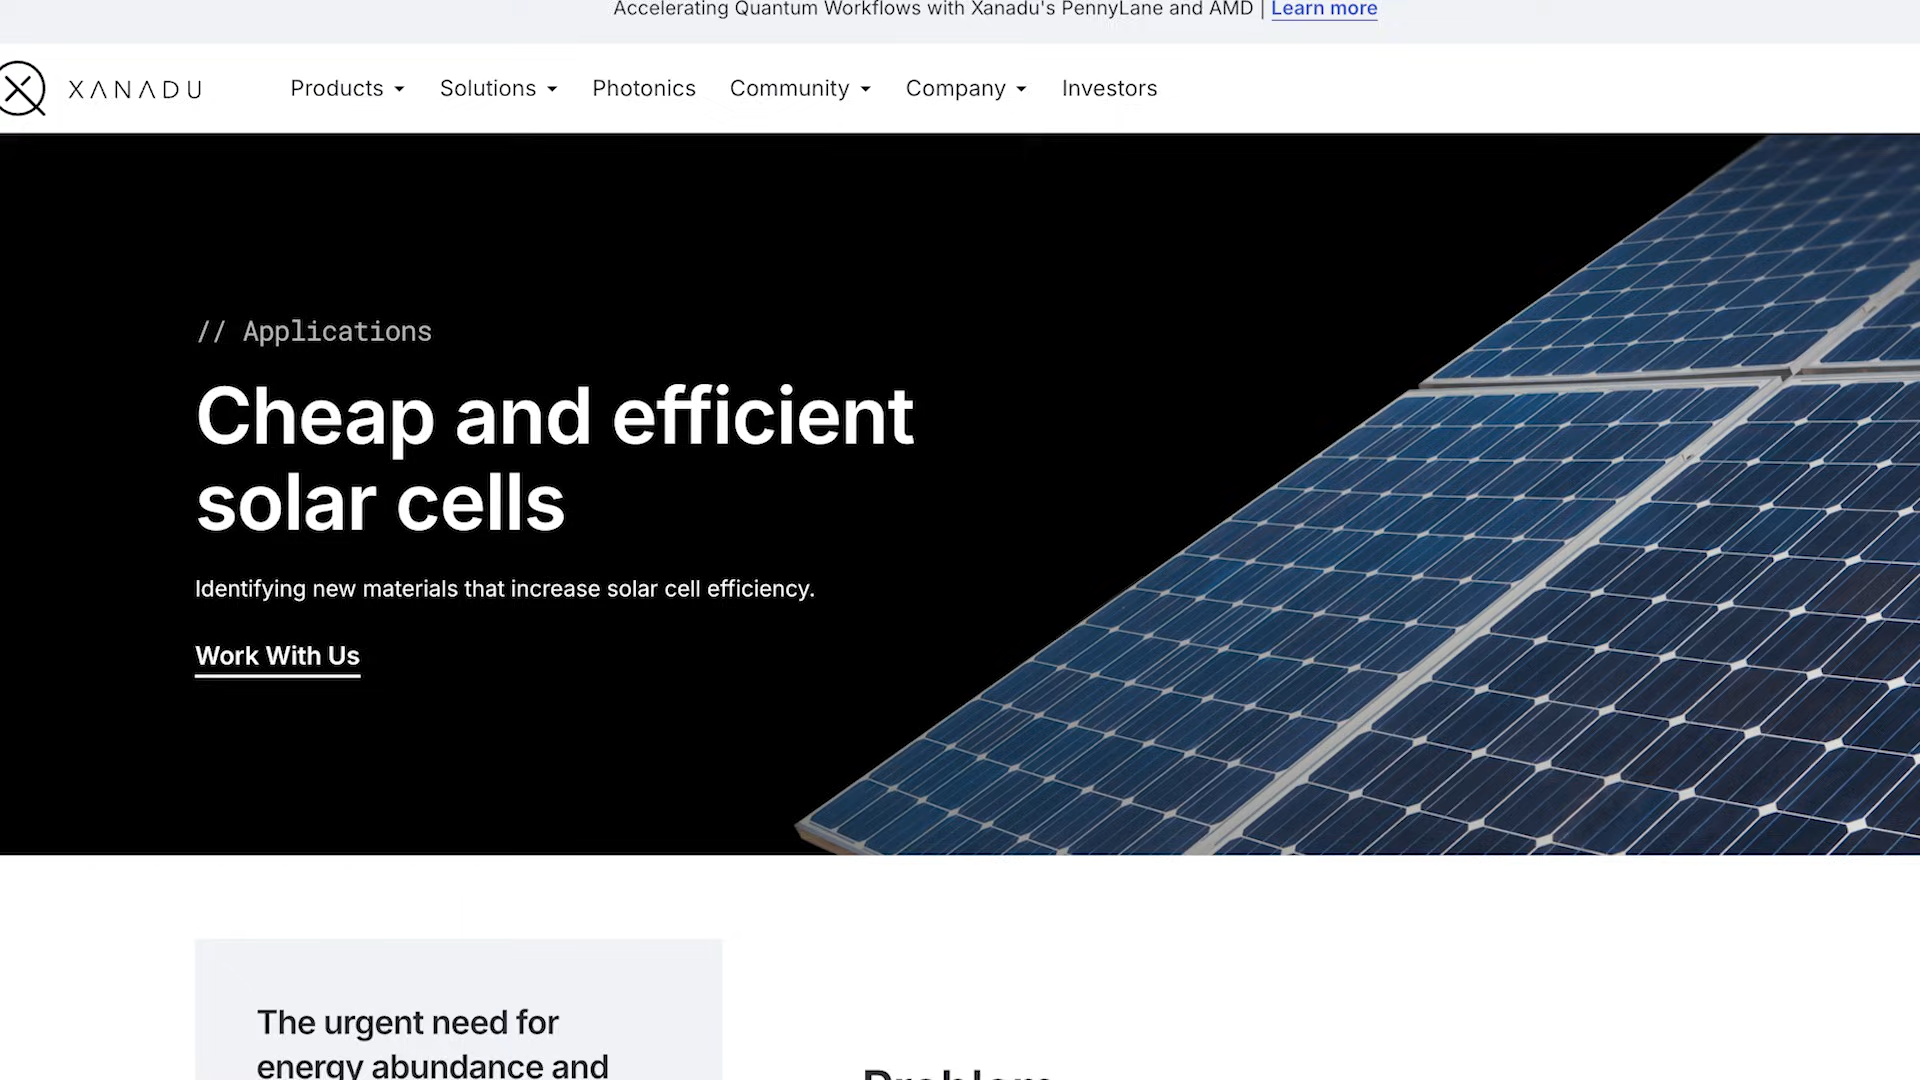 Accelerating Quantum Workflows with Xanadu's PennyLane and AMD | Learn more
XANADU Products Solutions Photonics Community Company Investors
// Applications
Cheap and efficient
solar cells
Identifying new materials that increase solar cell efficiency.
Work With Us
The urgent need for
energy abundance and
Problem